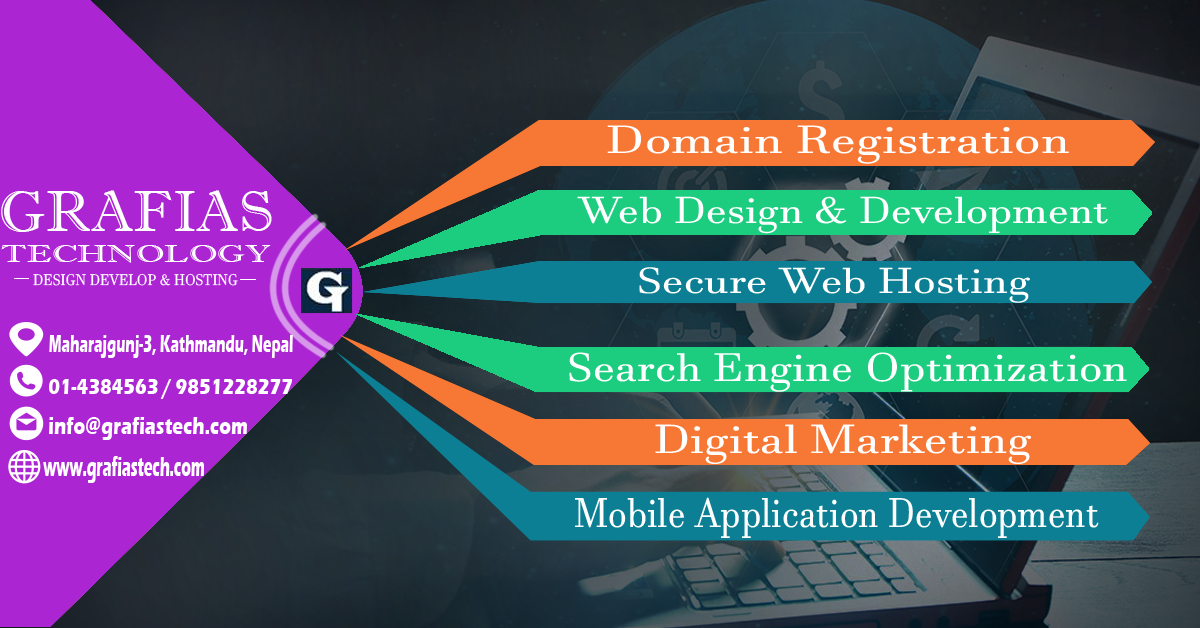 GRAFIAS
TECHNOLOGY
DESIGN DEVELOP & HOSTING
Maharajgunj-3, Kathmandu, Nepal
01-4384563 / 9851228277
info@grafiastech.com
www.grafiastech.com
G
Domain Registration
Web Design & Development
Secure Web Hosting
Search Engine Optimization
Digital Marketing
Mobile Application Development